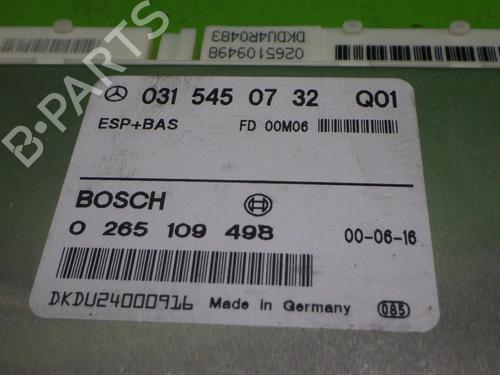 0265109498
DKDU4R0483
031 545 07 32 Q01
ESP+BAS FD 00M06
BOSCH
0 265 109 498 00-06-16
DKDU24000916 Made in Germany 085
B-PARTS